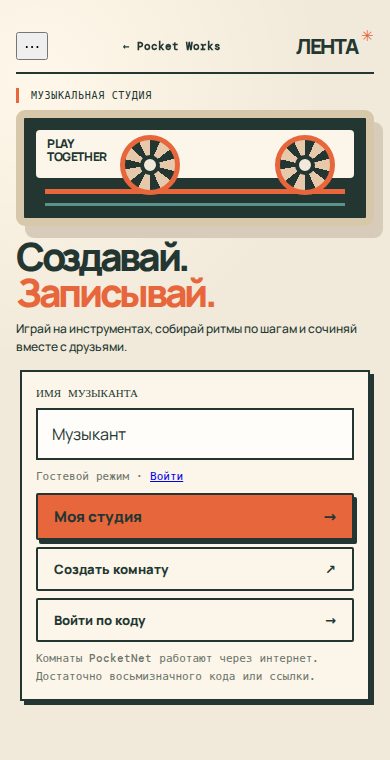 ...
← Pocket Works
ЛЕНТА✳
МУЗЫКАЛЬНАЯ СТУДИЯ
PLAY
TOGETHER
Создавай.
Записывай.
Играй на инструментах, собирай ритмы по шагам и сочиняй
вместе с друзьями.
ИМЯ МУЗЫКАНТА
Музыкант
Гостевой режим · Войти
Моя студия →
Создать комнату ↗
Войти по коду →
Комнаты PocketNet работают через интернет.
Достаточно восьмизначного кода или ссылки.